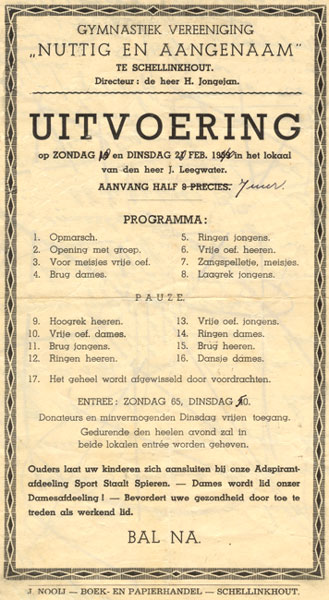 GYMNASTIEK VEREENIGING
„NUTTIG EN AANGENAAM"
TE SCHELLINKHOUT.
Directeur: de heer H. Jongejan.
UITVOERING
op ZONDAG en DINSDAG FEB. in het lokaal
van den heer J. Leegwater.
AANVANG HALF 8 PRECIES. 7 uur.
PROGRAMMA:
1. Opmarsch.
2. Opening met groep.
3. Voor meisjes vrije oef.
4. Brug dames.
5. Ringen jongens.
6. Vrije oef. heeren.
7. Zangspelletje, meisjes.
8. Laagrek jongens.
PAUZE.
9. Hoogrek heeren.
10. Vrije oef. dames.
11. Brug jongens.
12. Ringen heeren.
13. Vrije oef. jongens.
14. Ringen dames.
15. Brug heeren.
16. Dansje dames.
17. Het geheel wordt afgewisseld door voordrachten.
ENTREE: ZONDAG 65, DINSDAG
Donateurs en minvermogenden Dinsdag vrijen toegang.
Gedurende den heelen avond zal in
beide lokalen entrée worden geheven.
Ouders laat uw kinderen zich aansluiten bij onze Adspirant-
afdeeling Sport Staalt Spieren. — Dames wordt lid onzer
Damesafdeeling! — Bevordert uwe gezondheid door toe te
treden als werkend lid.
BAL NA.
J. NOOIJ — BOEK- EN PAPIERHANDEL — SCHELLINKHOUT.